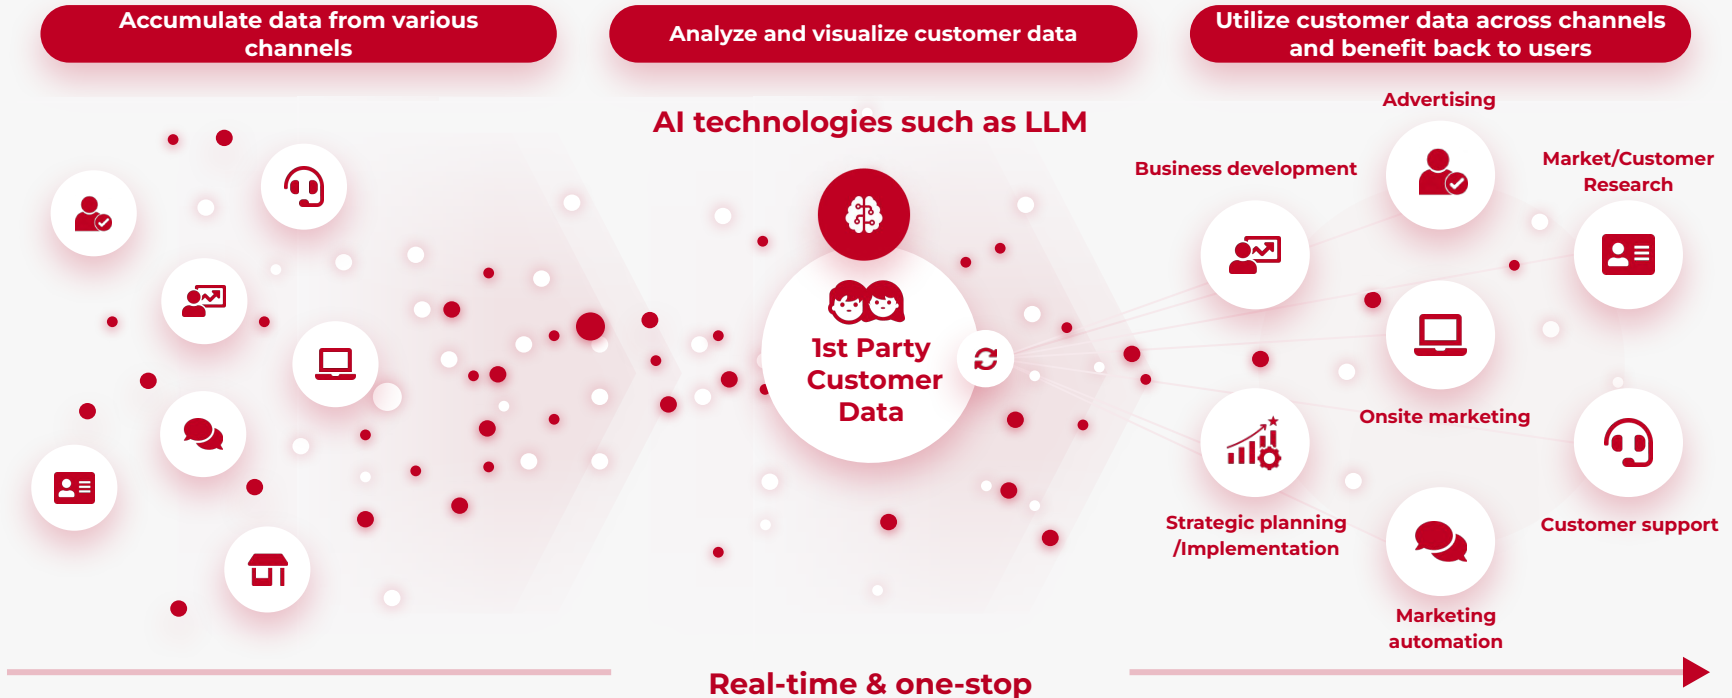 Accumulate data from various
channels
Analyze and visualize customer data
Utilize customer data across channels
and benefit back to users
AI technologies such as LLM
1st Party
Customer
Data
Advertising
Business development
Market/Customer
Research
Onsite marketing
Strategic planning
/Implementation
Customer support
Marketing
automation
Real-time & one-stop